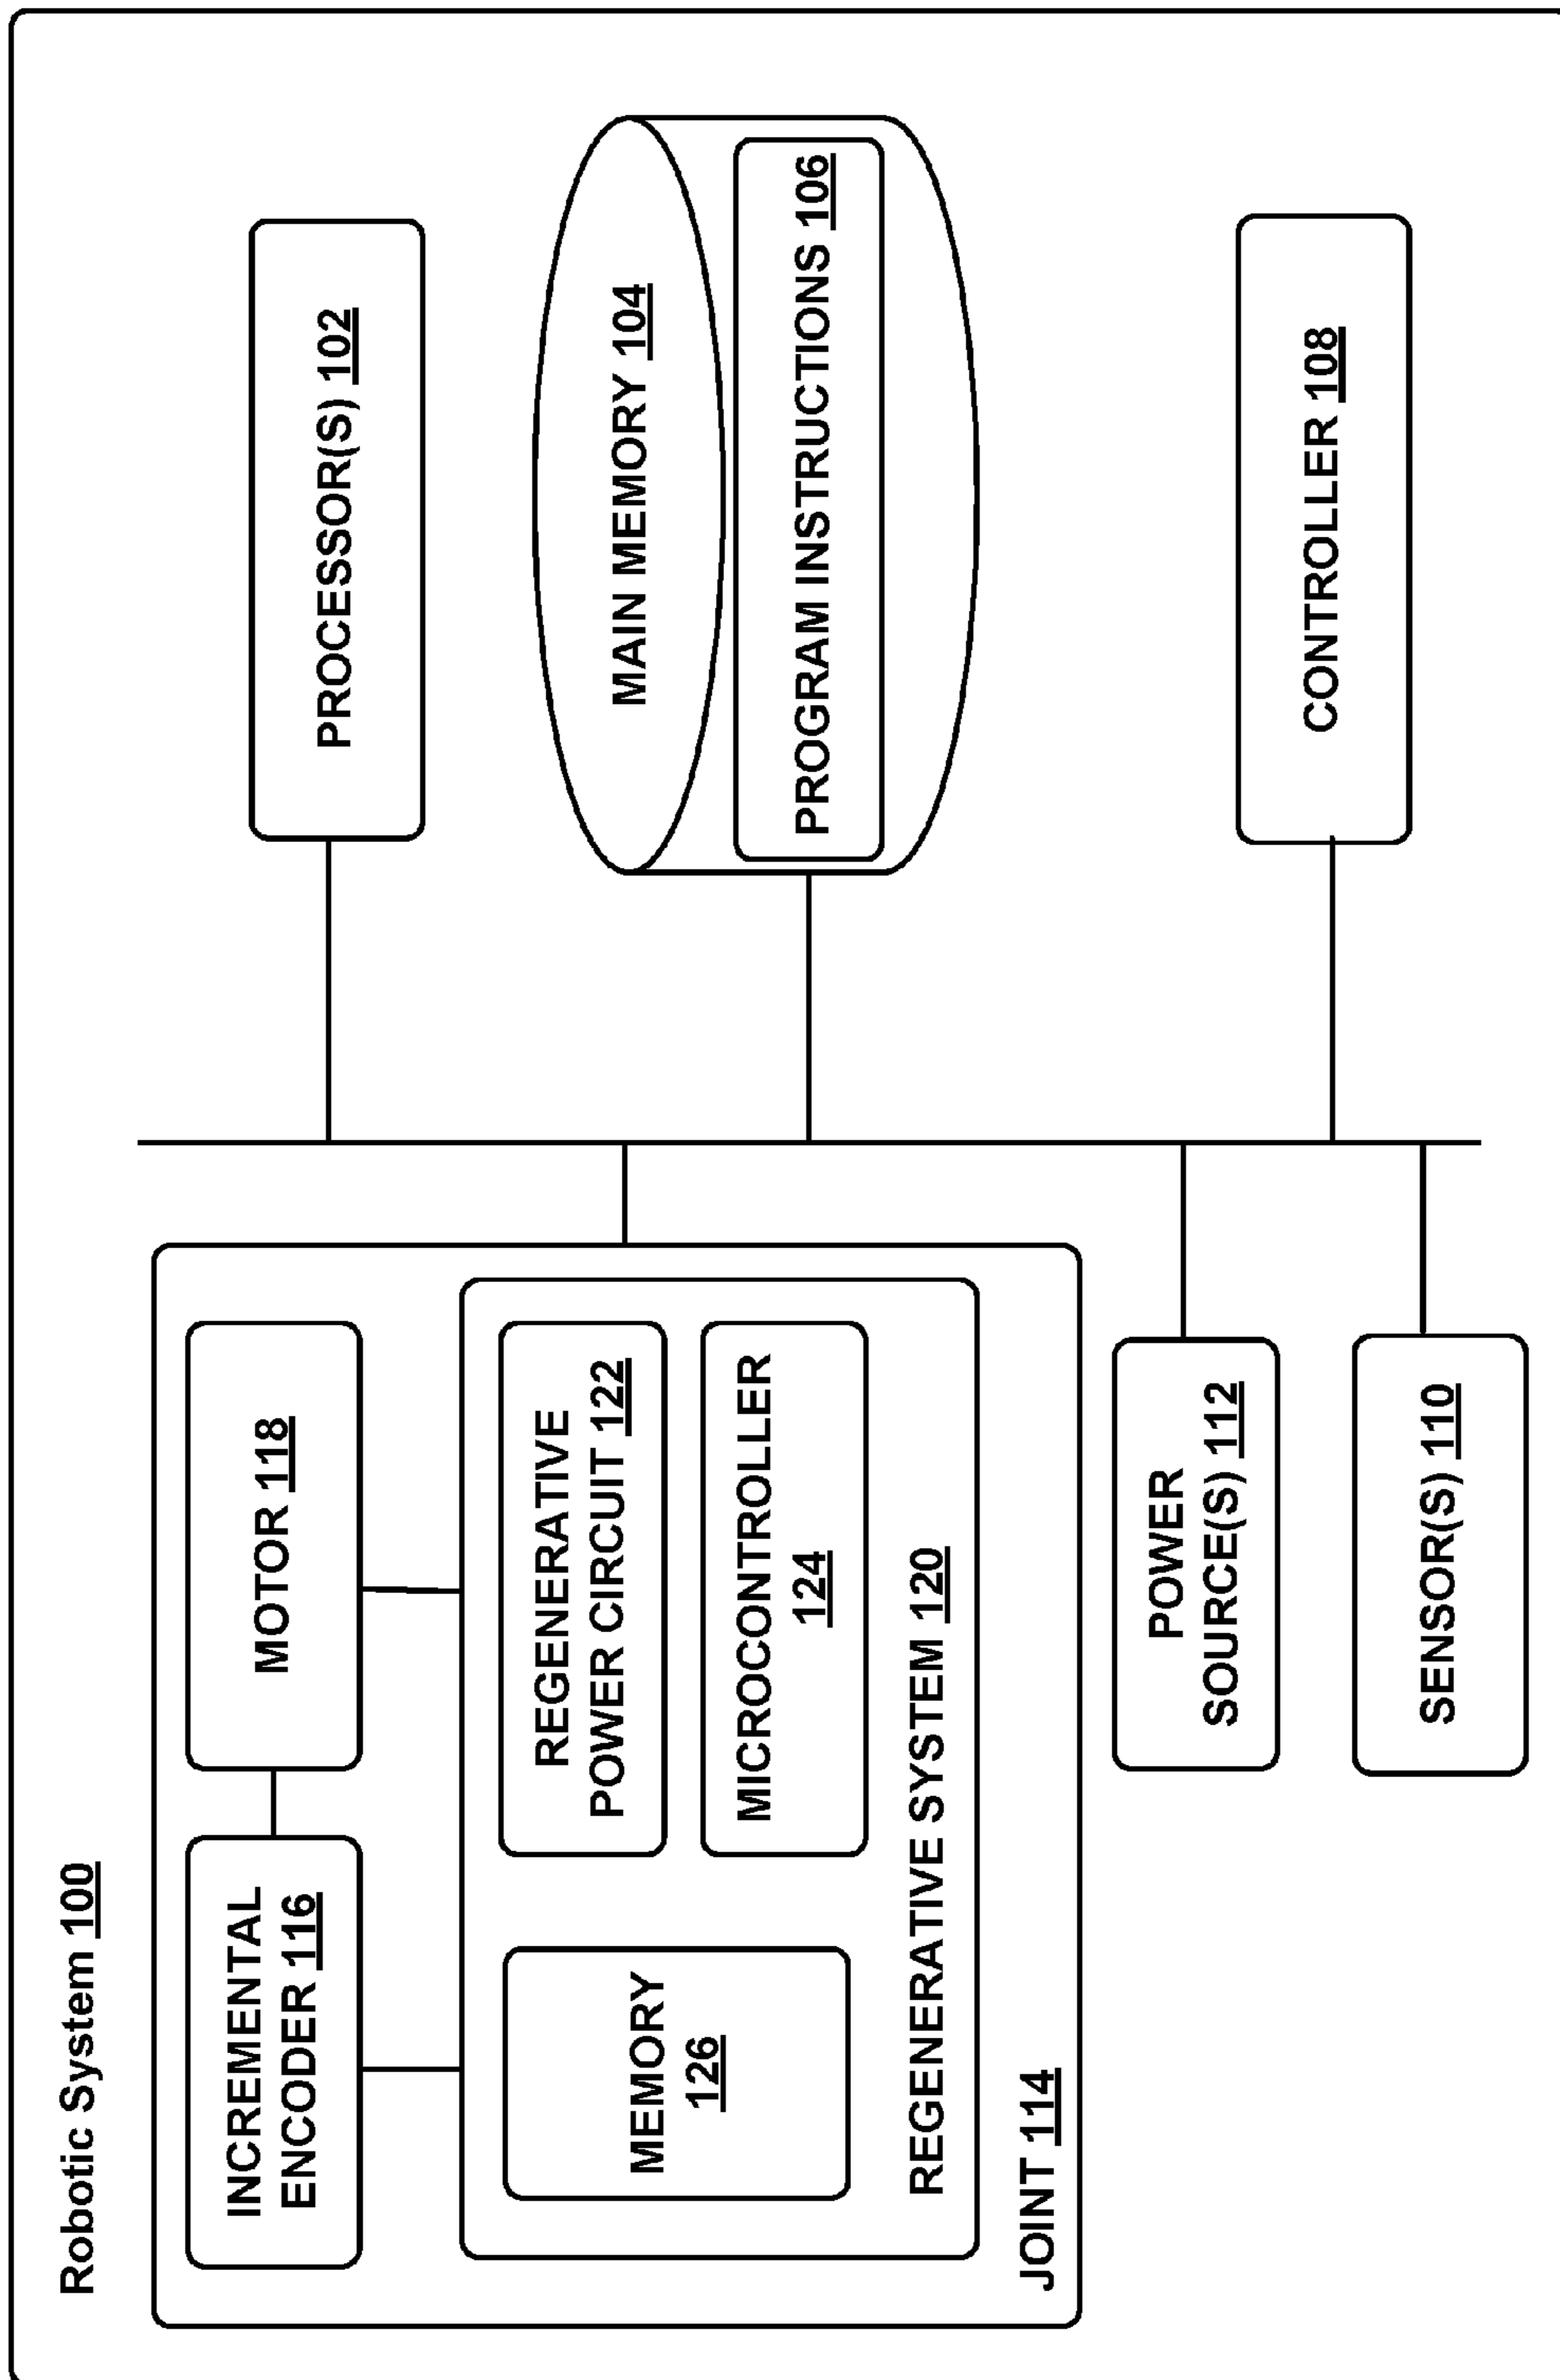 Robotic System 100
INCREMENTAL
ENCODER 116
MOTOR 118
MEMORY
126
REGENERATIVE
POWER CIRCUIT 122
MICROCONTROLLER
124
REGENERATIVE SYSTEM 120
JOINT 114
POWER
SOURCE(S) 112
SENSOR(S) 110
PROCESSOR(S) 102
MAIN MEMORY 104
PROGRAM INSTRUCTIONS 106
CONTROLLER 108